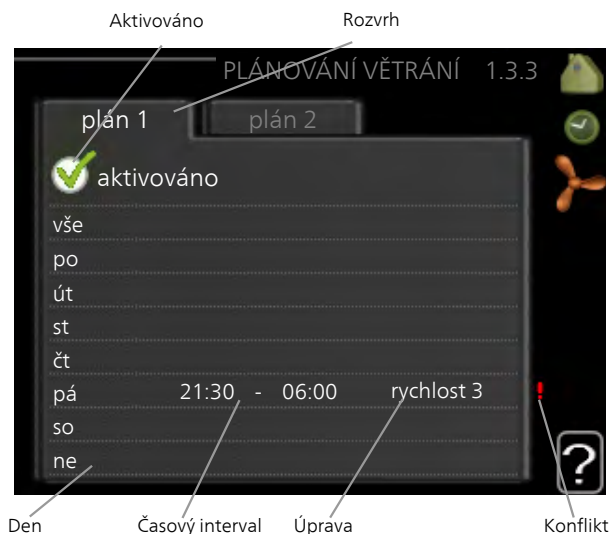 Aktivováno Rozvrh
PLÁNOVÁNÍ VĚTRÁNÍ 1.3.3
plán 1 plán 2
aktivováno
vše
po
út
st
čt
pá 21:30 - 06:00 rychlost 3 !
so
ne
?
Den Časový interval Úprava Konflikt